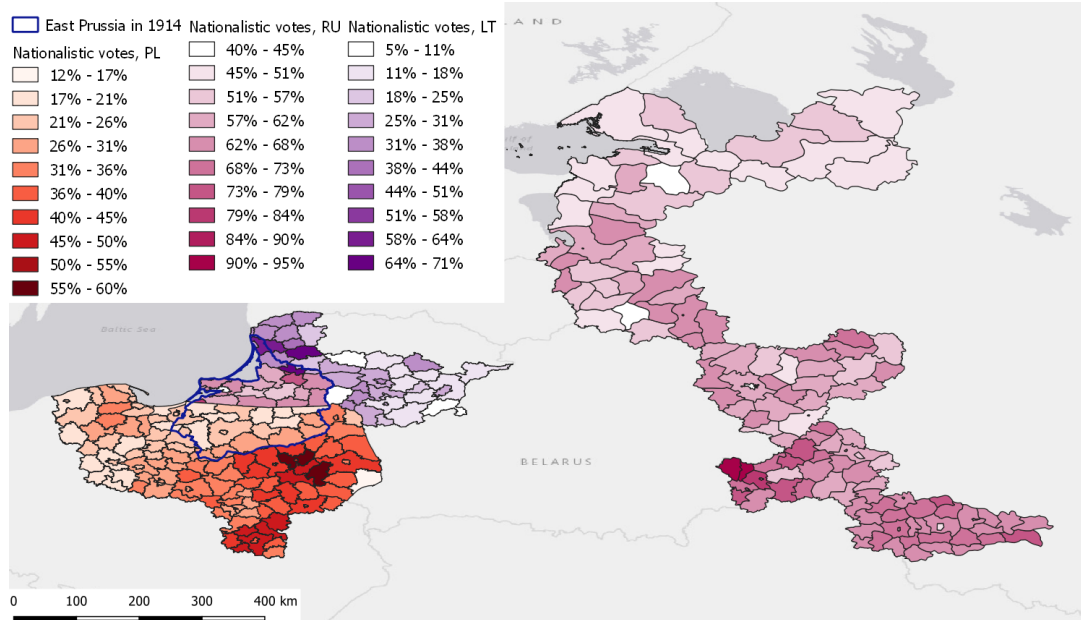 East Prussia in 1914
Nationalistic votes, PL
12% - 17%
17% - 21%
21% - 26%
26% - 31%
31% - 36%
36% - 40%
40% - 45%
45% - 50%
50% - 55%
55% - 60%
Nationalistic votes, RU
40% - 45%
45% - 51%
51% - 57%
57% - 62%
62% - 68%
68% - 73%
73% - 79%
79% - 84%
84% - 90%
90% - 95%
Nationalistic votes, LT
5% - 11%
11% - 18%
18% - 25%
25% - 31%
31% - 38%
38% - 44%
44% - 51%
51% - 58%
58% - 64%
64% - 71%
LAND
Baltic Sea
BELARUS
0 100 200 300 400 km